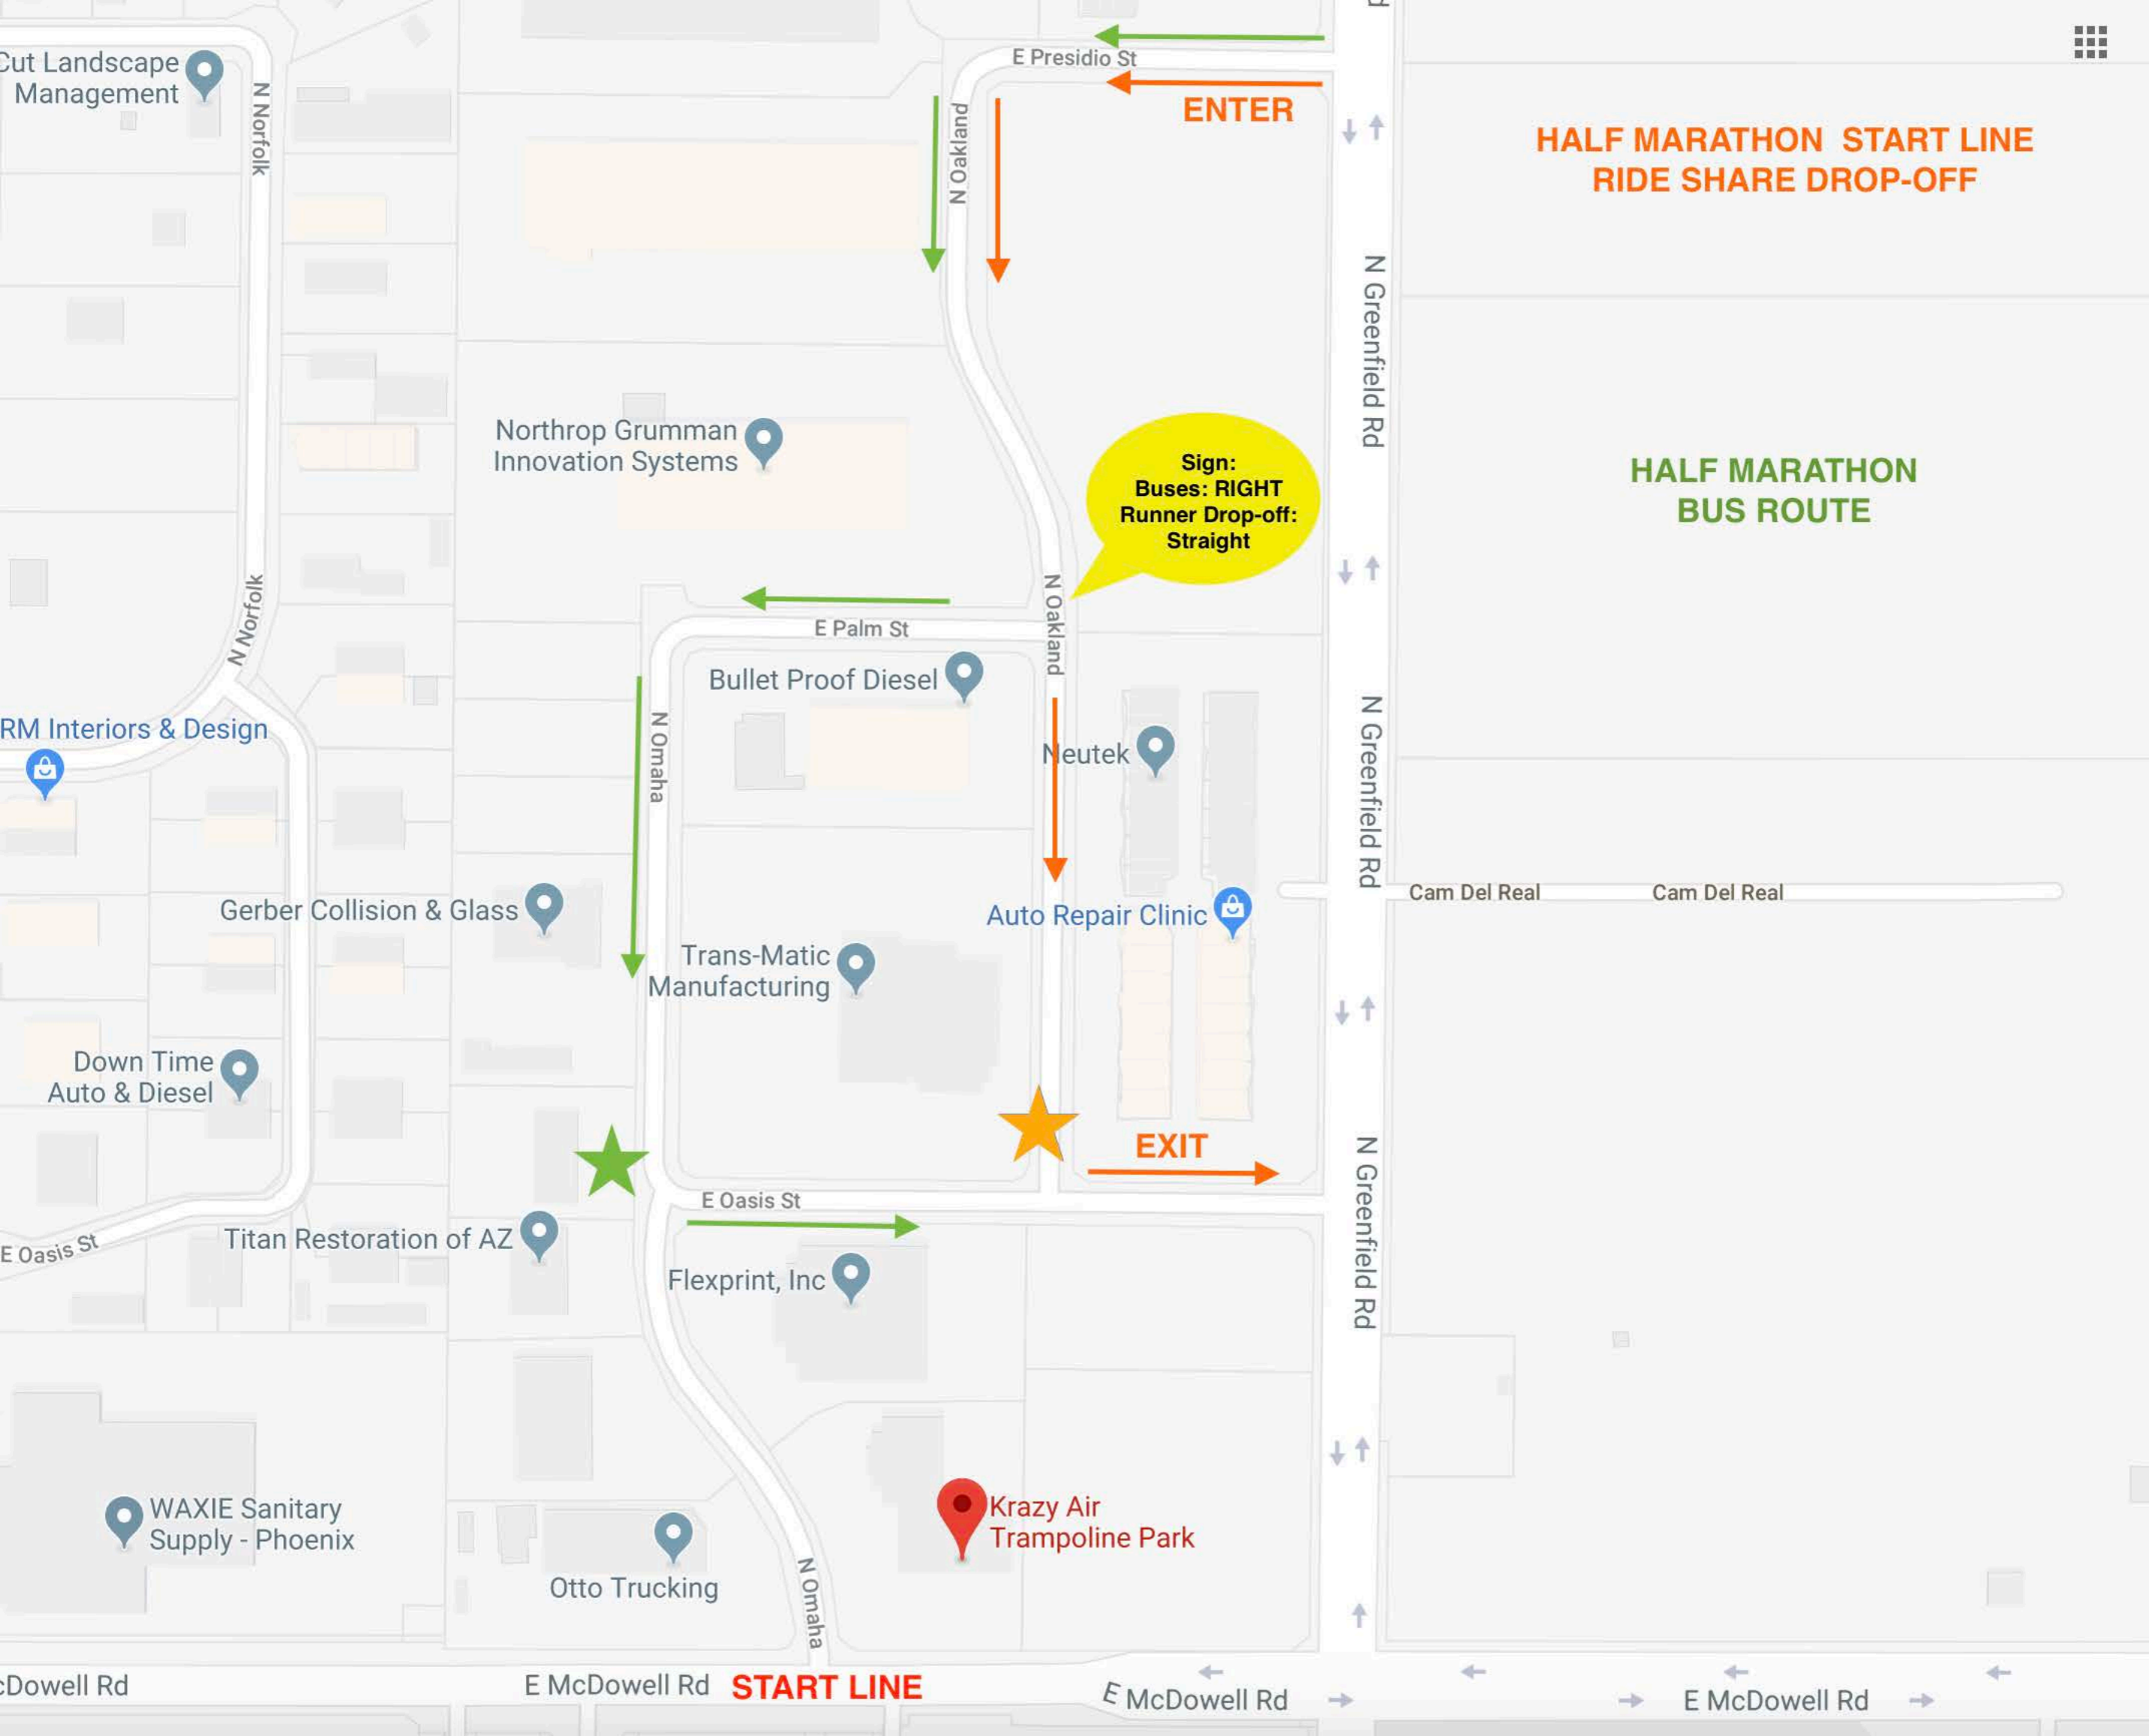 E Presidio St
Cut Landscape
Management
N Norfolk
ENTER
N Oakland
HALF MARATHON  START LINE
RIDE SHARE DROP-OFF
N Greenfield Rd
Northrop Grumman
Innovation Systems
Sign:
Buses: RIGHT
Runner Drop-off:
Straight
HALF MARATHON
BUS ROUTE
N Norfolk
N Oakland
E Palm St
Bullet Proof Diesel
RM Interiors & Design
N Omaha
Neutek
N Greenfield Rd
Cam Del Real
Cam Del Real
Gerber Collision & Glass
Auto Repair Clinic
Trans-Matic
Manufacturing
Down Time
Auto & Diesel
EXIT
N Greenfield Rd
E Oasis St
E Oasis St
Titan Restoration of AZ
Flexprint, Inc
WAXIE Sanitary
Supply - Phoenix
Krazy Air
Trampoline Park
Otto Trucking
N Omaha
cDowell Rd
E McDowell Rd
START LINE
E McDowell Rd
E McDowell Rd